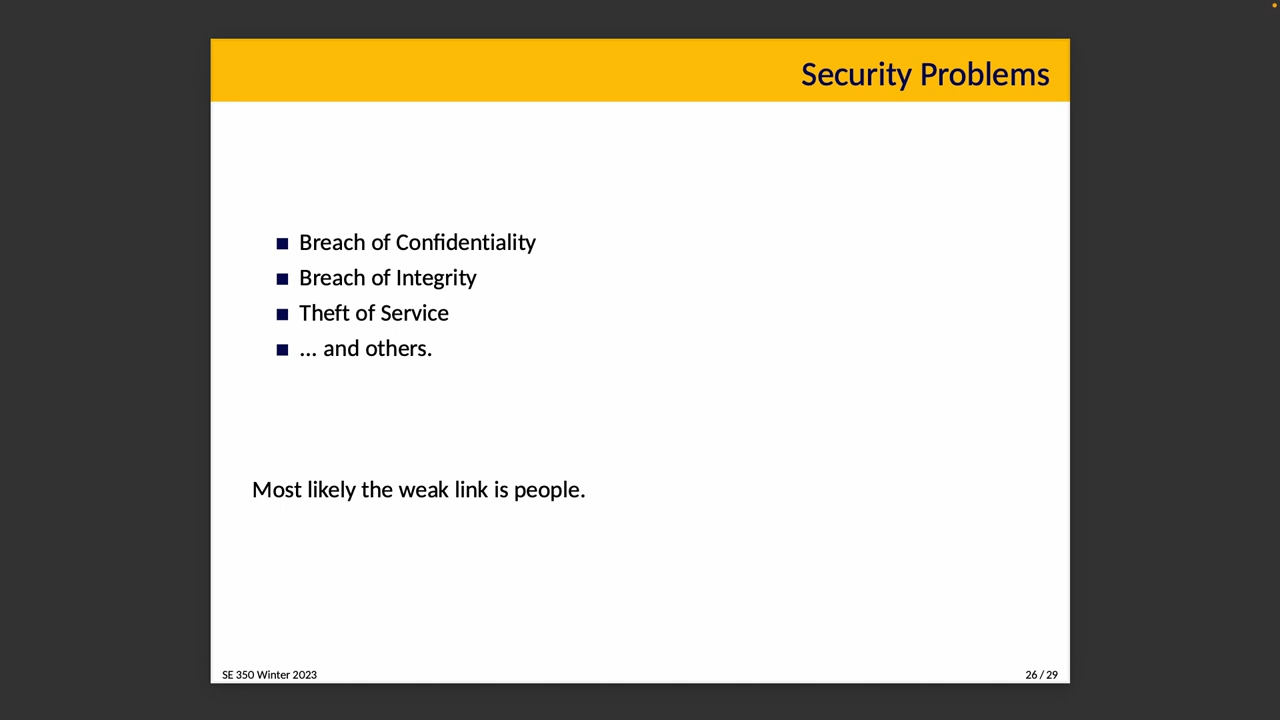 Security Problems
Breach of Confidentiality
Breach of Integrity
Theft of Service
... and others.
Most likely the weak link is people.
SE 350 Winter 2023
26 / 29